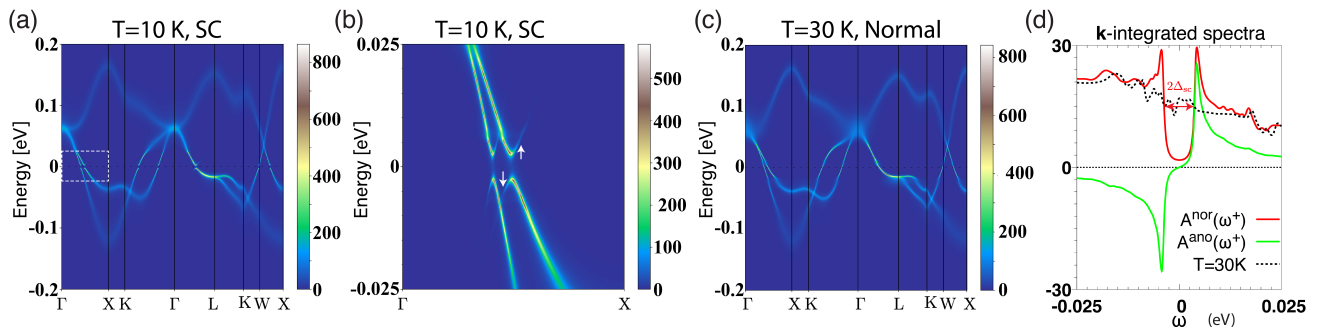 (a)
T=10 K, SC
Energy [eV]
0.2
0.1
0
-0.1
-0.2
Γ X K Γ L K W X
800
600
400
200
0
(b)
T=10 K, SC
Energy [eV]
0.025
0
-0.025
Γ X
500
400
300
200
100
0
(c)
T=30 K, Normal
Energy [eV]
0.2
0.1
0
-0.1
-0.2
Γ X K Γ L K W X
800
600
400
200
0
(d)
k-integrated spectra
30
0
-30
2Δsc
Aⁿᵒʳ(ω⁺)
Aᵃⁿᵒ(ω⁺)
T=30K
-0.025 0 0.025
ω (eV)